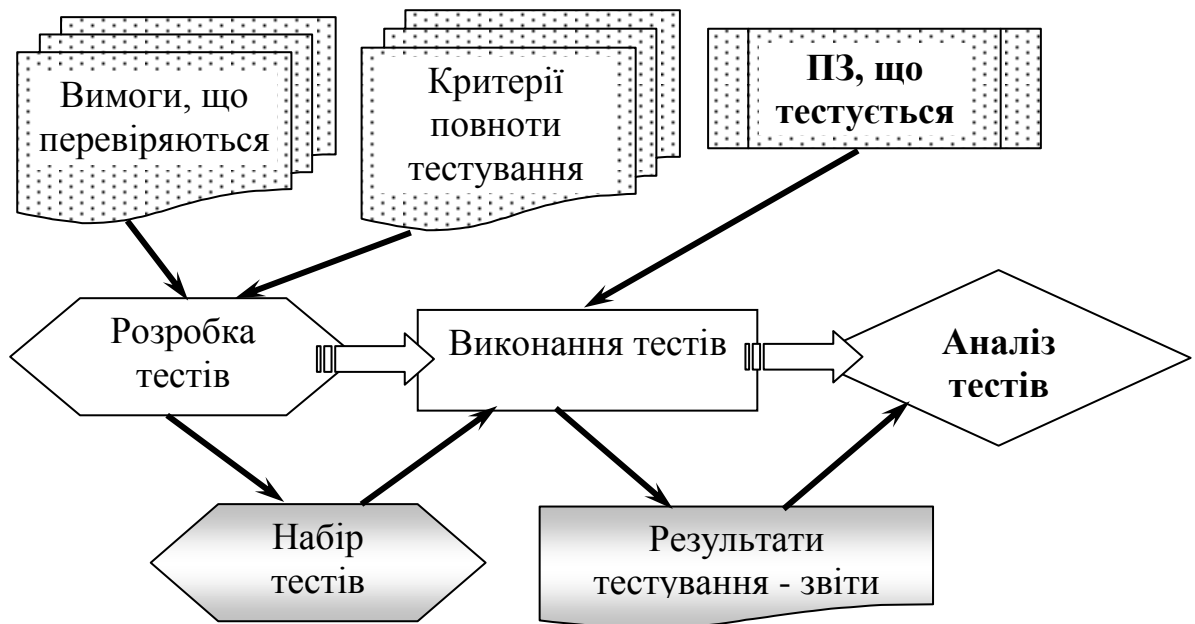 Вимоги, що
перевіряються
Критерії
повноти
тестування
ПЗ, що
тестується
Розробка
тестів
Виконання тестів
Аналіз
тестів
Набір
тестів
Результати
тестування - звіти